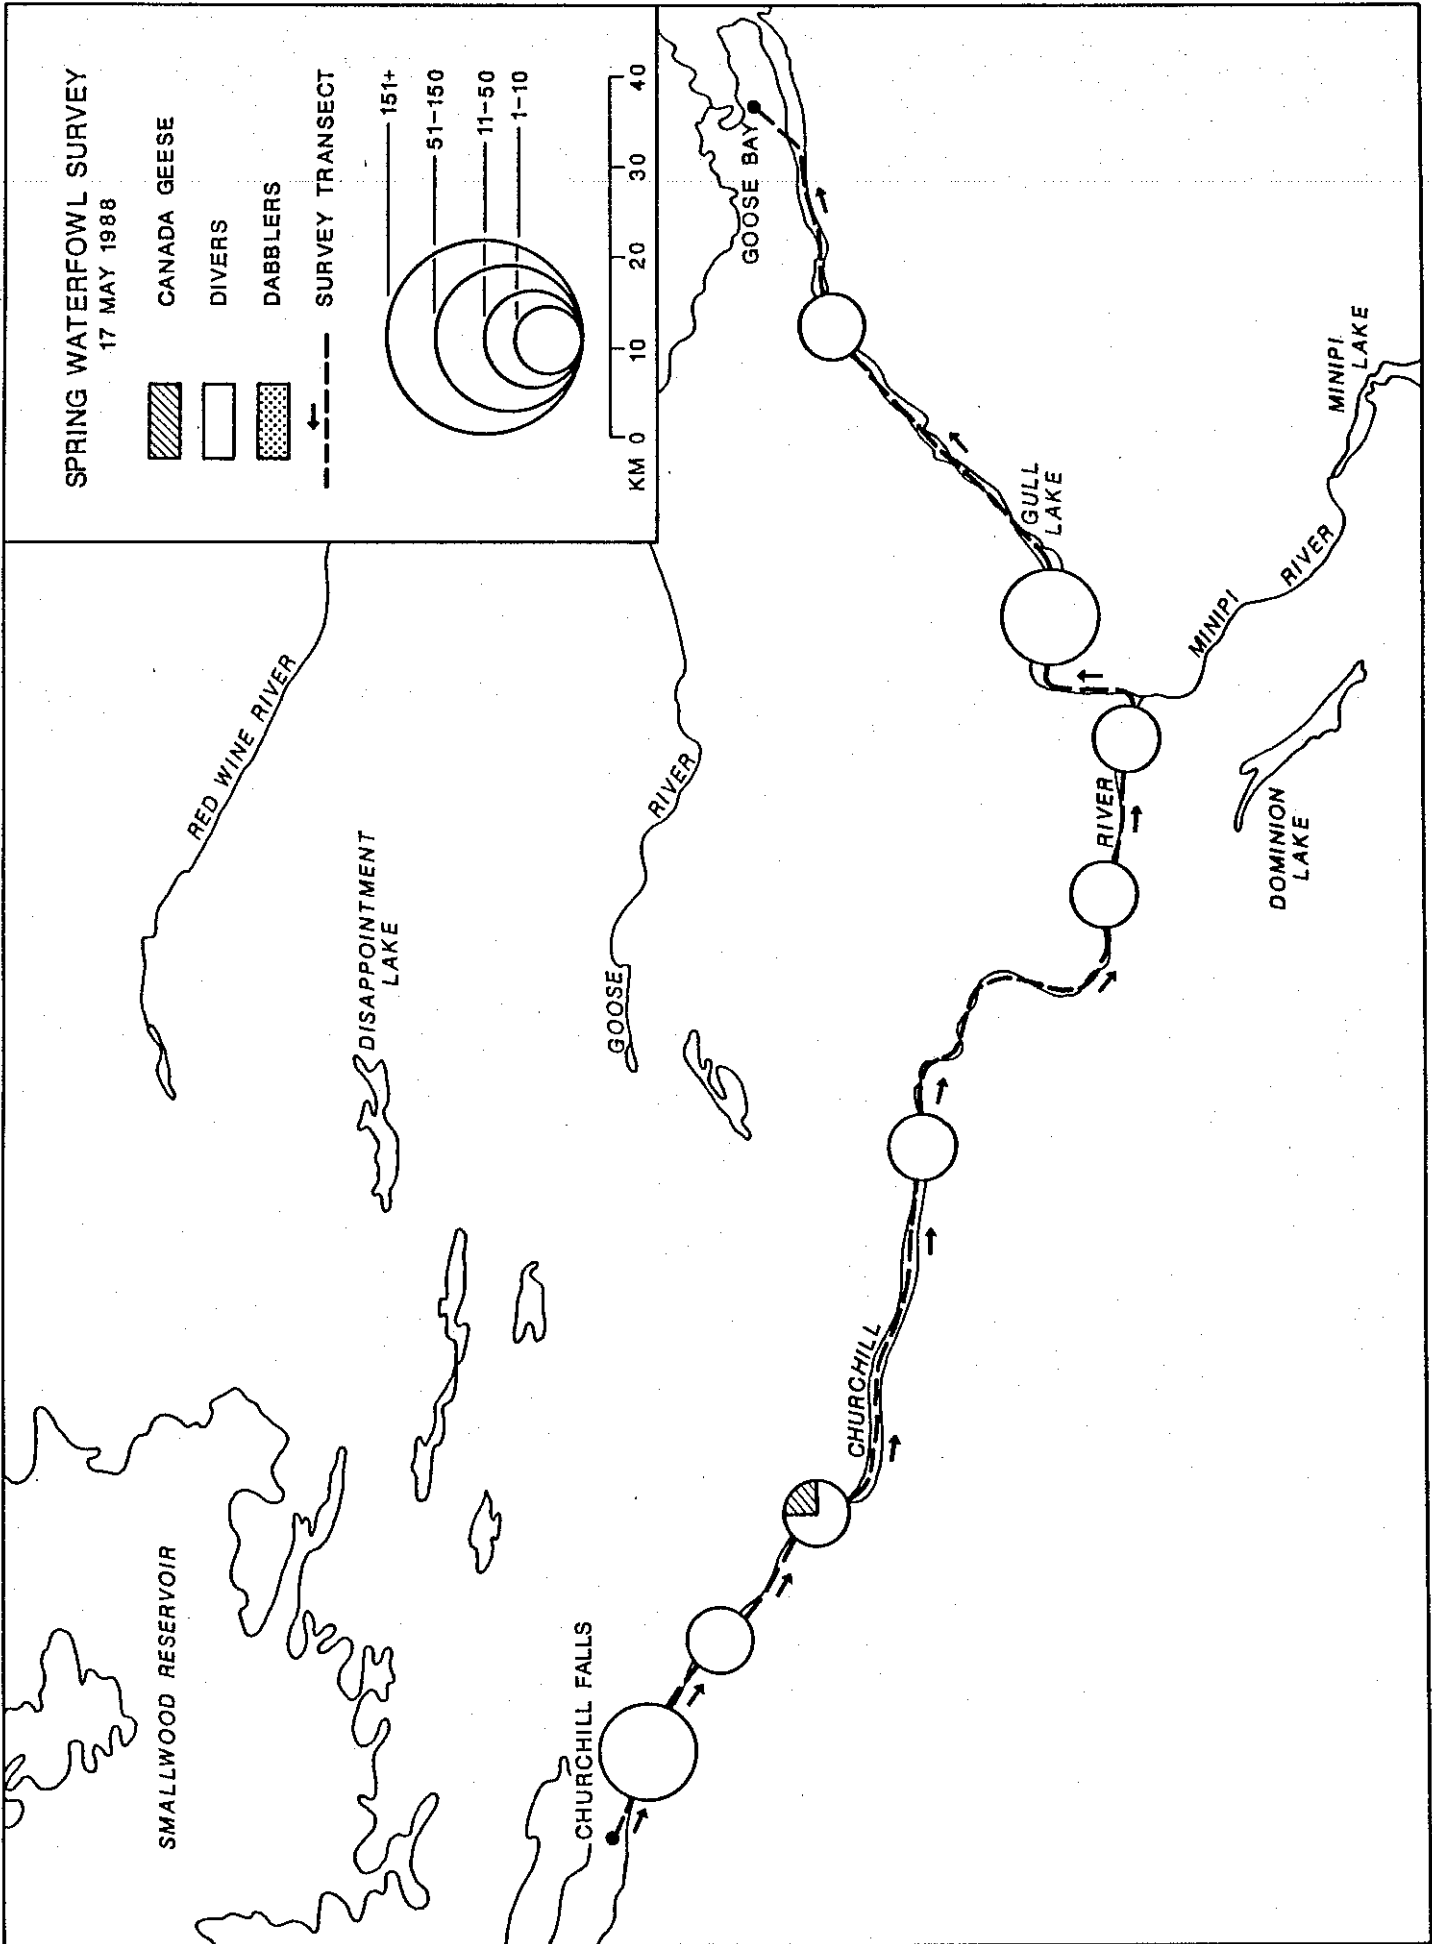 SPRING WATERFOWL SURVEY
17 MAY 1988
CANADA GEESE
DIVERS
DABBLERS
SURVEY TRANSECT
151+
51-150
11-50
1-10
KM 0 10 20 30 40
SMALLWOOD RESERVOIR
RED WINE RIVER
DISAPPOINTMENT
LAKE
GOOSE RIVER
CHURCHILL FALLS
GOOSE BAY
CHURCHILL RIVER
GULL
LAKE
MINIPI RIVER
MINIPI
LAKE
DOMINION
LAKE